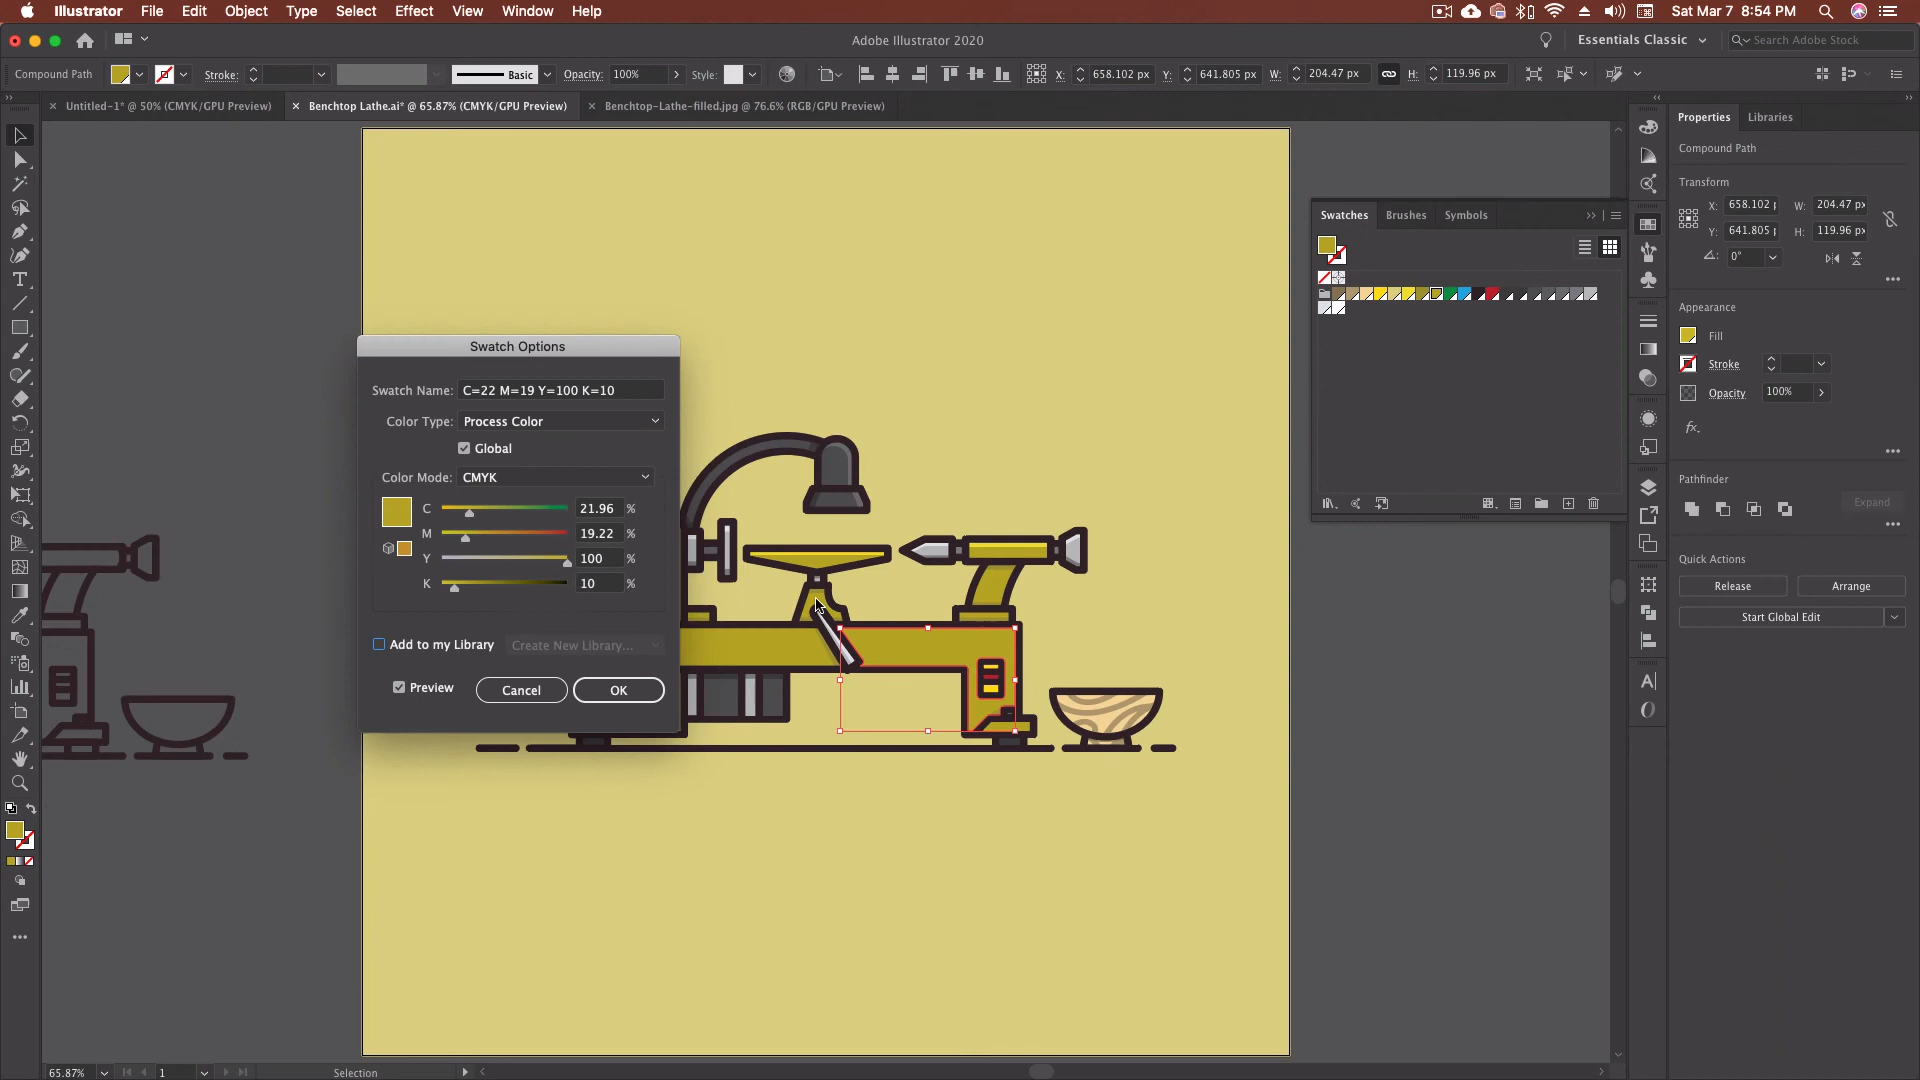 Illustrator File Edit Object Type Select Effect View Window Help Sat Mar 7 8:54 PM
Adobe Illustrator 2020 Essentials Classic Search Adobe Stock
Compound Path Stroke: Basic Opacity: 100% Style: X: 658.102 px Y: 641.805 px W: 204.47 px H: 119.96 px
Untitled-1* @ 50% (CMYK/GPU Preview) Benchtop Lathe.ai* @ 65.87% (CMYK/GPU Preview) Benchtop-Lathe-filled.jpg @ 76.6% (RGB/GPU Preview)
Properties Libraries
Compound Path
Transform
X: 658.102 W: 204.47 px
Y: 641.805 H: 119.96 px
0°
Appearance
Fill
Stroke
Opacity 100%
fx.
Pathfinder
Expand
Quick Actions
Release Arrange
Start Global Edit
Swatches Brushes Symbols
Swatch Options
Swatch Name: C=22 M=19 Y=100 K=10
Color Type: Process Color
Global
Color Mode: CMYK
C 21.96 %
M 19.22 %
Y 100 %
K 10 %
Add to my Library Create New Library...
Preview Cancel OK
65.87% 1 Selection